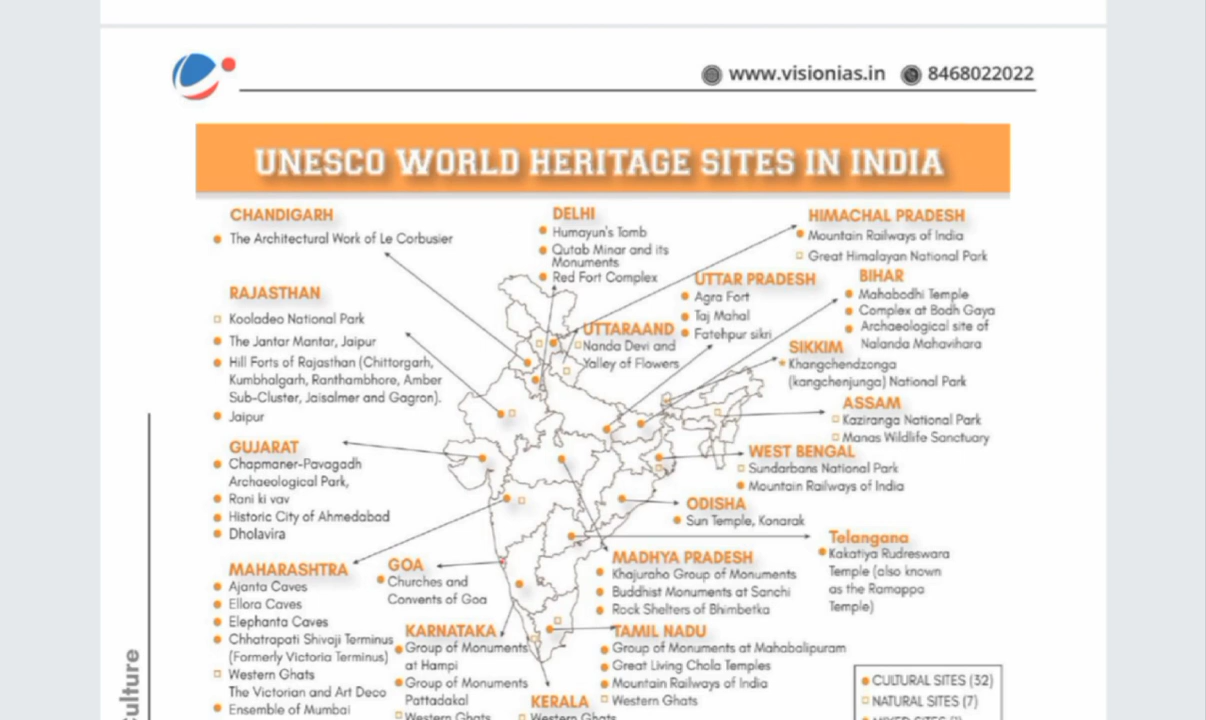 www.visionias.in 8468022022
UNESCO WORLD HERITAGE SITES IN INDIA
CHANDIGARH
The Architectural Work of Le Corbusier
DELHI
Humayun's Tomb
Qutab Minar and its
Monuments
Red Fort Complex
HIMACHAL PRADESH
Mountain Railways of India
Great Himalayan National Park
UTTAR PRADESH
Agra Fort
Taj Mahal
Fatehpur sikri
BIHAR
Mahabodhi Temple
Complex at Bodh Gaya
Archaeological site of
Nalanda Mahavihara
RAJASTHAN
Kooladeo National Park
The Jantar Mantar, Jaipur
Hill Forts of Rajasthan (Chittorgarh,
Kumbhalgarh, Ranthambhore, Amber
Sub-Cluster, Jaisalmer and Gagron).
Jaipur
UTTARAAND
Nanda Devi and
Valley of Flowers
SIKKIM
Khangchendzonga
(kangchenjunga) National Park
ASSAM
Kaziranga National Park
Manas Wildlife Sanctuary
GUJARAT
Chapmaner-Pavagadh
Archaeological Park,
Rani ki vav
Historic City of Ahmedabad
Dholavira
WEST BENGAL
Sundarbans National Park
Mountain Railways of India
ODISHA
Sun Temple, Konarak
Telangana
Kakatiya Rudreswara
Temple (also known
as the Ramappa
Temple)
MAHARASHTRA
Ajanta Caves
Ellora Caves
Elephanta Caves
Chhatrapati Shivaji Terminus
(Formerly Victoria Terminus)
Western Ghats
The Victorian and Art Deco
Ensemble of Mumbai
GOA
Churches and
Convents of Goa
MADHYA PRADESH
Khajuraho Group of Monuments
Buddhist Monuments at Sanchi
Rock Shelters of Bhimbetka
KARNATAKA
Group of Monuments
at Hampi
Group of Monuments
Pattadakal
Western Ghats
TAMIL NADU
Group of Monuments at Mahabalipuram
Great Living Chola Temples
Mountain Railways of India
Western Ghats
KERALA
Western Ghats
CULTURAL SITES (32)
NATURAL SITES (7)
MIXED SITES (1)
ulture